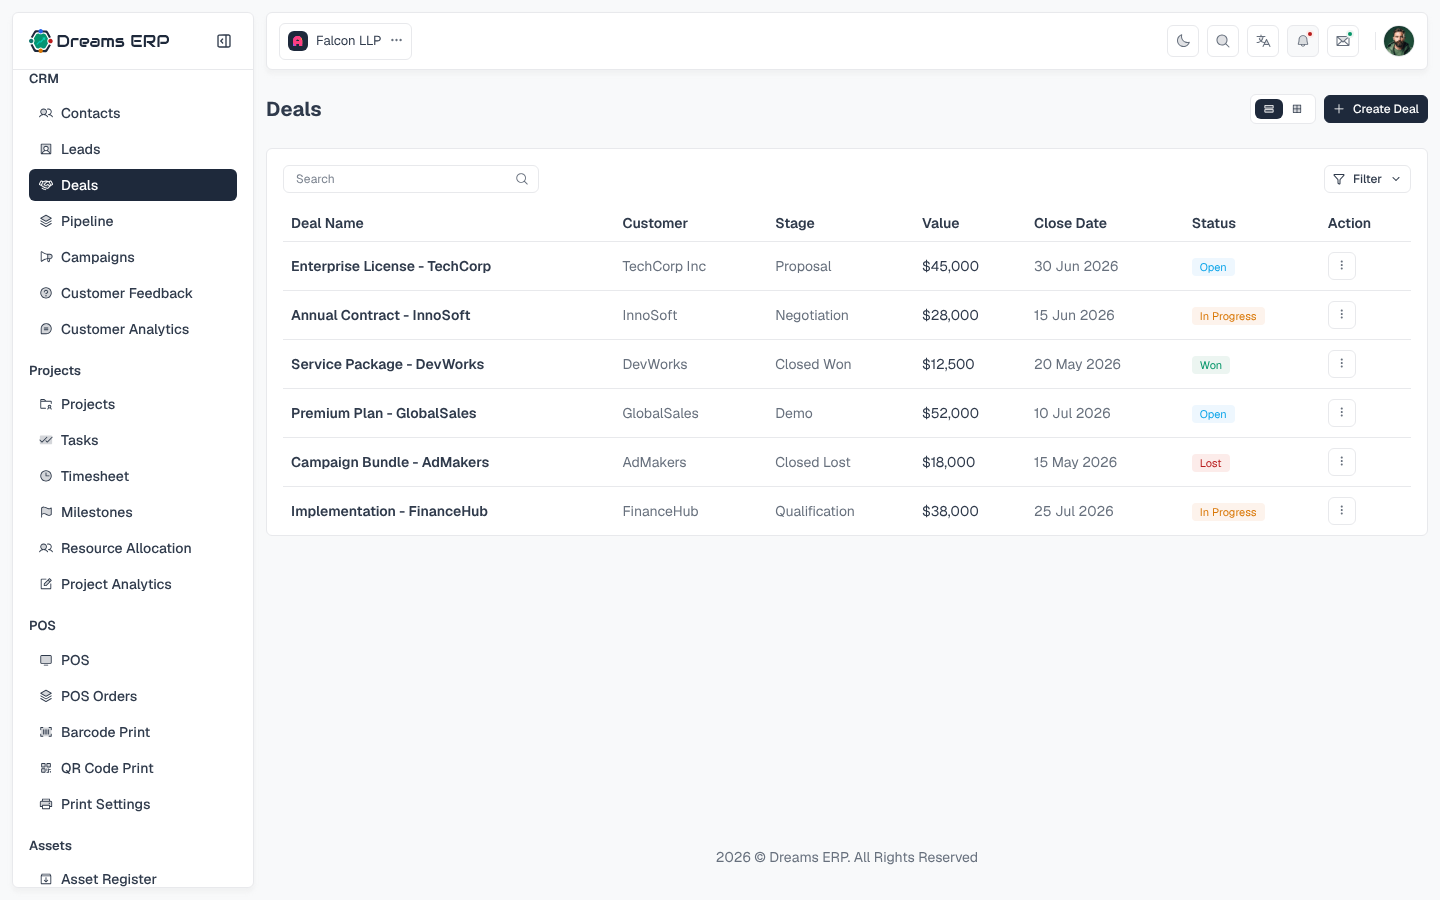 Dreams ERP
CRM
Contacts
Leads
Deals
Pipeline
Campaigns
Customer Feedback
Customer Analytics
Projects
Projects
Tasks
Timesheet
Milestones
Resource Allocation
Project Analytics
POS
POS
POS Orders
Barcode Print
QR Code Print
Print Settings
Assets
Asset Register
Falcon LLP
Deals
Create Deal
Search
Filter
Deal Name Customer Stage Value Close Date Status Action
Enterprise License - TechCorp TechCorp Inc Proposal $45,000 30 Jun 2026 Open
Annual Contract - InnoSoft InnoSoft Negotiation $28,000 15 Jun 2026 In Progress
Service Package - DevWorks DevWorks Closed Won $12,500 20 May 2026 Won
Premium Plan - GlobalSales GlobalSales Demo $52,000 10 Jul 2026 Open
Campaign Bundle - AdMakers AdMakers Closed Lost $18,000 15 May 2026 Lost
Implementation - FinanceHub FinanceHub Qualification $38,000 25 Jul 2026 In Progress
2026 © Dreams ERP. All Rights Reserved